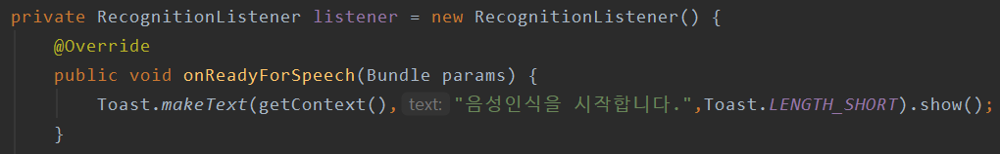 private RecognitionListener listener = new RecognitionListener() {
@Override
public void onReadyForSpeech(Bundle params) {
Toast.makeText(getContext(), text: "음성인식을 시작합니다.",Toast.LENGTH_SHORT).show();
}